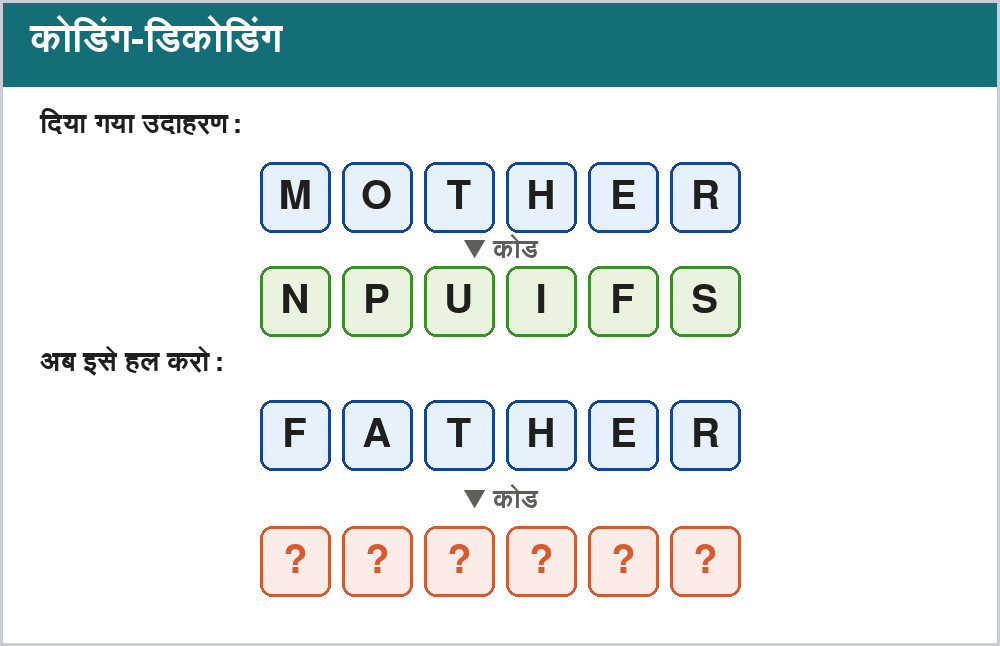 कोडिंग-डिकोडिंग
दिया गया उदाहरण :
M O T H E R
▼ कोड
N P U I F S
अब इसे हल करो :
F A T H E R
▼ कोड
? ? ? ? ? ?